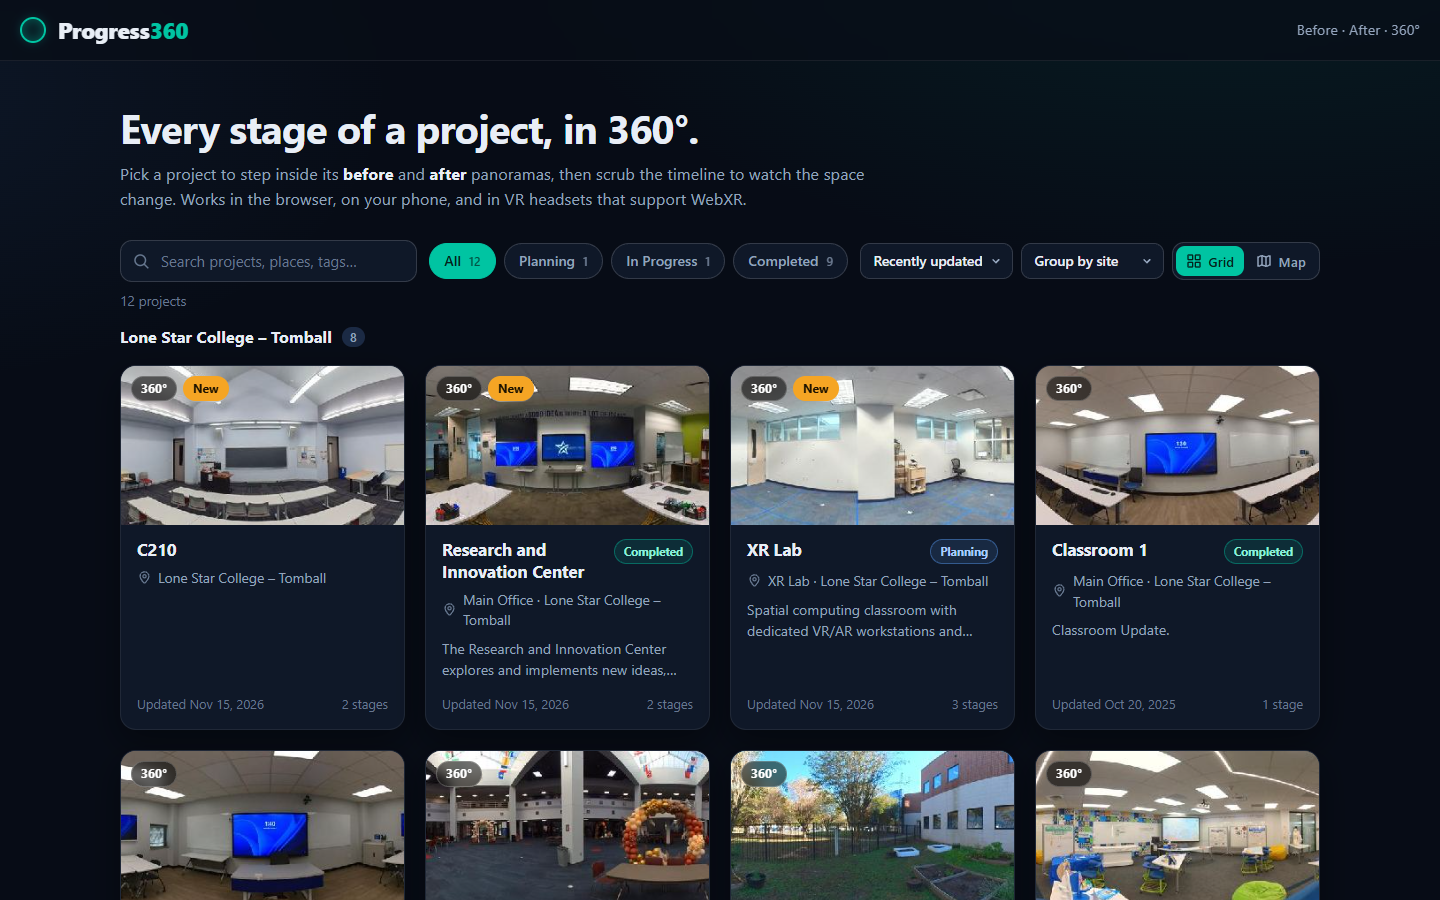 Progress360
Before · After · 360°
Every stage of a project, in 360°.
Pick a project to step inside its before and after panoramas, then scrub the timeline to watch the space
change. Works in the browser, on your phone, and in VR headsets that support WebXR.
Search projects, places, tags...
All 12
Planning 1
In Progress 1
Completed 9
Recently updated
Group by site
Grid
Map
12 projects
Lone Star College – Tomball 8
360° New
C210
Lone Star College – Tomball
Updated Nov 15, 2026 2 stages
360° New
Research and
Innovation Center
Completed
Main Office · Lone Star College –
Tomball
The Research and Innovation Center
explores and implements new ideas,...
Updated Nov 15, 2026 2 stages
360° New
XR Lab
Planning
XR Lab · Lone Star College – Tomball
Spatial computing classroom with
dedicated VR/AR workstations and...
Updated Nov 15, 2026 3 stages
360°
Classroom 1
Completed
Main Office · Lone Star College –
Tomball
Classroom Update.
Updated Oct 20, 2025 1 stage
360°
360°
360°
360°